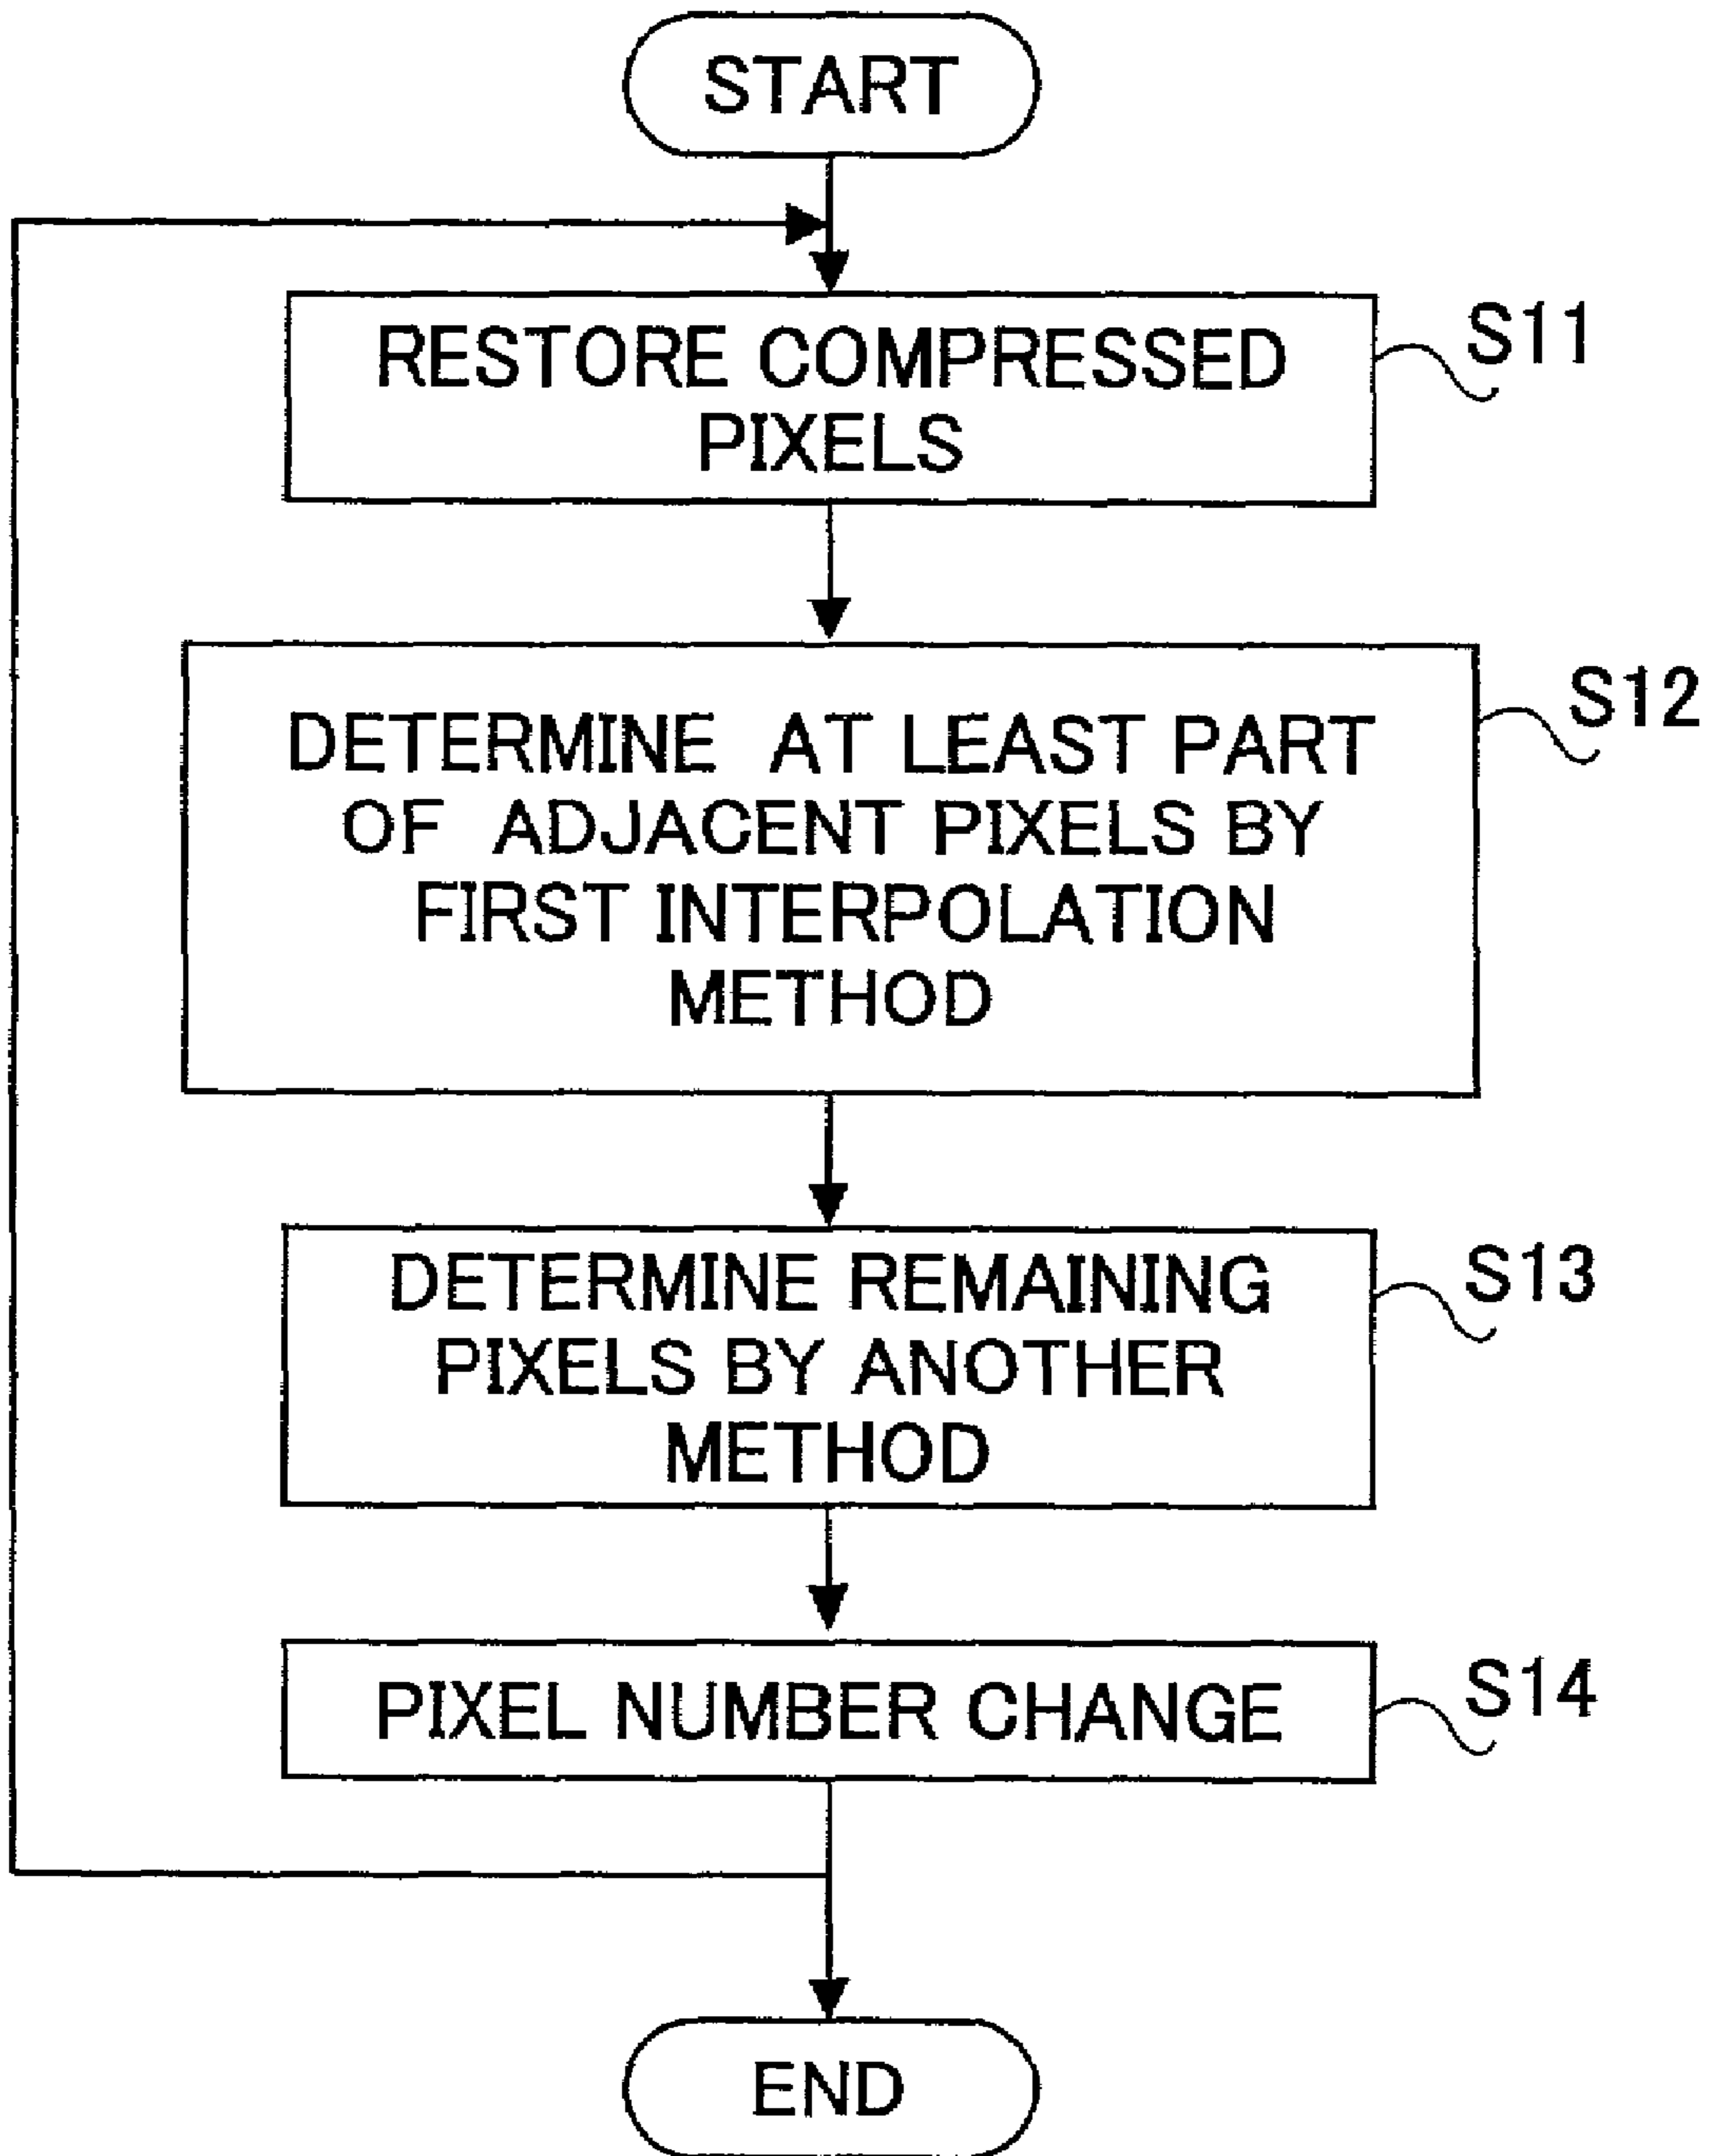 START
RESTORE COMPRESSED
PIXELS
S11
DETERMINE AT LEAST PART
OF ADJACENT PIXELS BY
FIRST INTERPOLATION
METHOD
S12
DETERMINE REMAINING
PIXELS BY ANOTHER
METHOD
S13
PIXEL NUMBER CHANGE
S14
END